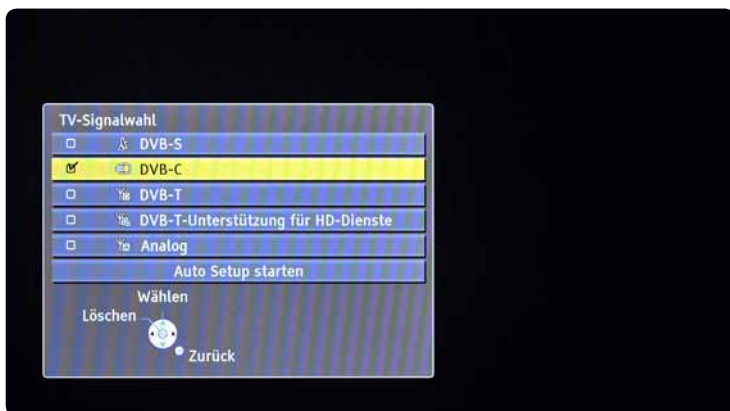 TV-Signalwahl
DVB-S
DVB-C
DVB-T
DVB-T-Unterstützung für HD-Dienste
Analog
Auto Setup starten
Wählen
Löschen
Zurück